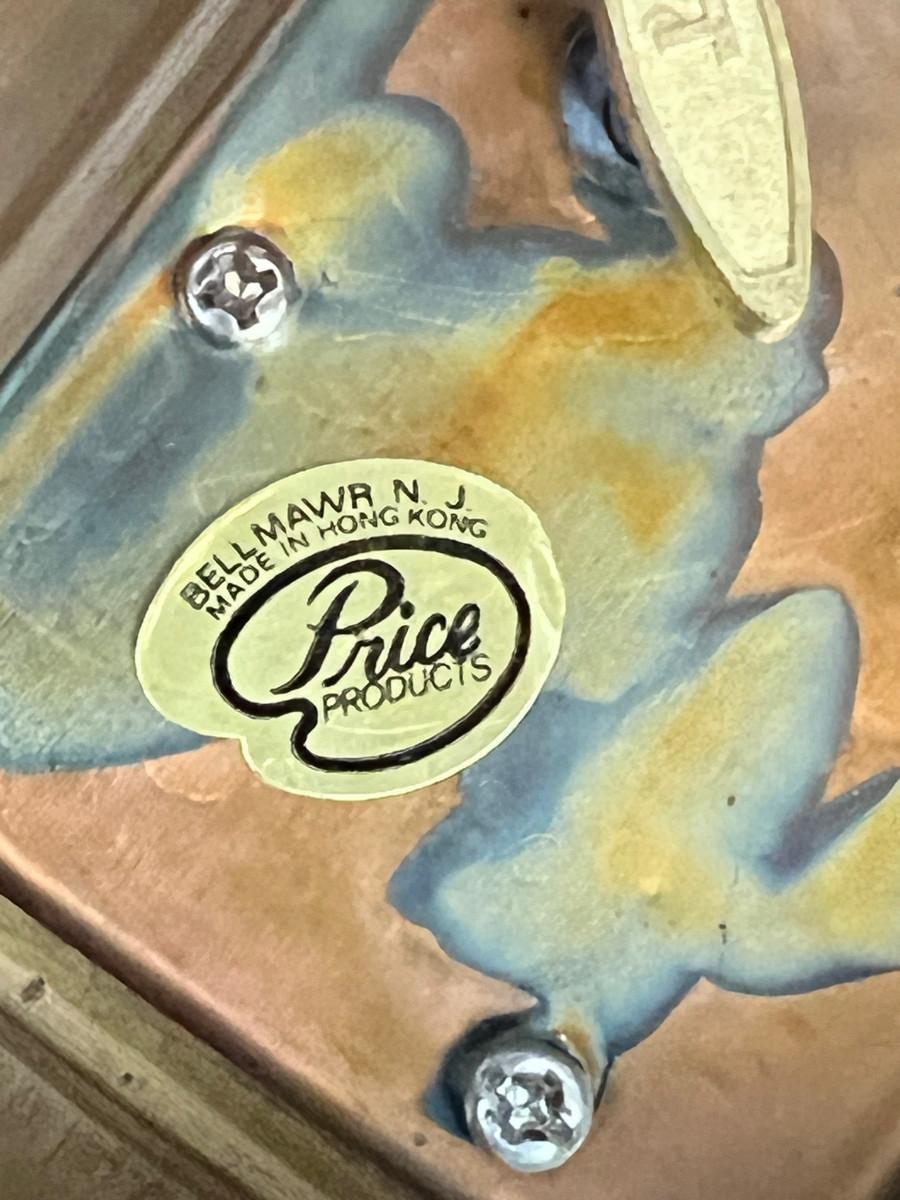 BELLMAWR N. J.
MADE IN HONG KONG
Price
PRODUCTS